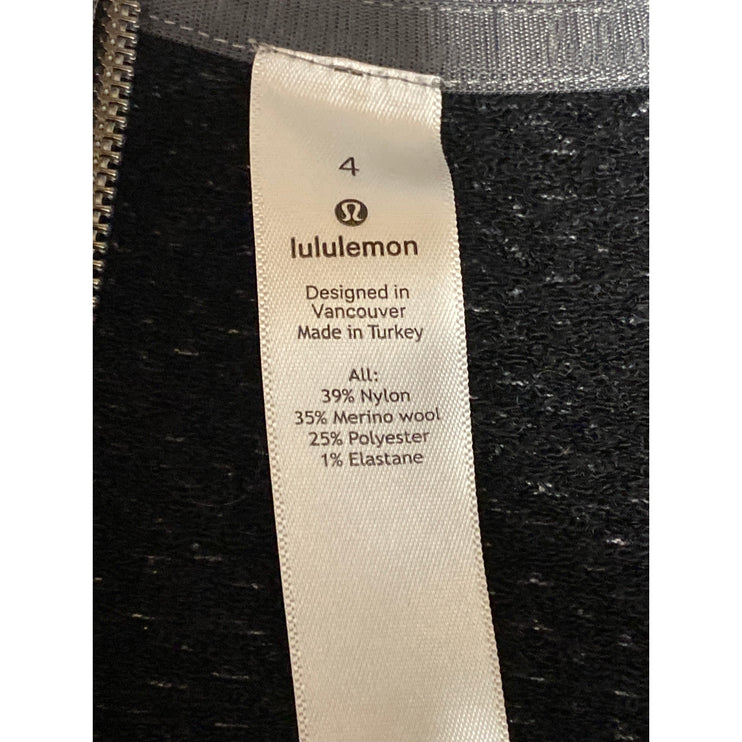 4
lululemon
Designed in
Vancouver
Made in Turkey
All:
39% Nylon
35% Merino wool
25% Polyester
1% Elastane